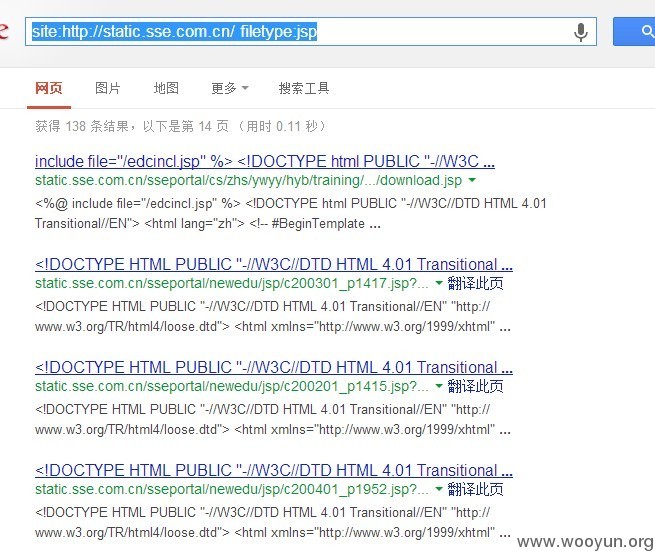 site:http://static.sse.com.cn/ filetype:jsp
网页 图片 地图 更多 搜索工具
获得 138 条结果，以下是第 14 页 （用时 0.11 秒）
include file="/edcincl.jsp" %> <!DOCTYPE html PUBLIC "-//W3C ...
static.sse.com.cn/sseportal/cs/zhs/ywyy/hyb/training/.../download.jsp
<%@ include file="/edcincl.jsp" %> <!DOCTYPE html PUBLIC "-//W3C//DTD HTML 4.01
Transitional//EN"> <html lang="zh"> <!-- #BeginTemplate ...
<!DOCTYPE HTML PUBLIC "-//W3C//DTD HTML 4.01 Transitional ...
static.sse.com.cn/sseportal/newedu/jsp/c200301_p1417.jsp?... 翻译此页
<!DOCTYPE HTML PUBLIC "-//W3C//DTD HTML 4.01 Transitional//EN" "http://
www.w3.org/TR/html4/loose.dtd"> <html xmlns="http://www.w3.org/1999/xhtml" ...
<!DOCTYPE HTML PUBLIC "-//W3C//DTD HTML 4.01 Transitional ...
static.sse.com.cn/sseportal/newedu/jsp/c200201_p1415.jsp?... 翻译此页
<!DOCTYPE HTML PUBLIC "-//W3C//DTD HTML 4.01 Transitional//EN" "http://
www.w3.org/TR/html4/loose.dtd"> <html xmlns="http://www.w3.org/1999/xhtml" ...
<!DOCTYPE HTML PUBLIC "-//W3C//DTD HTML 4.01 Transitional ...
static.sse.com.cn/sseportal/newedu/jsp/c200401_p1952.jsp?... 翻译此页
<!DOCTYPE HTML PUBLIC "-//W3C//DTD HTML 4.01 Transitional//EN" "http://
www.w3.org/TR/html4/loose.dtd"> <html xmlns="http://www.w3.org/1999/xhtml" ...
www.wooyun.org